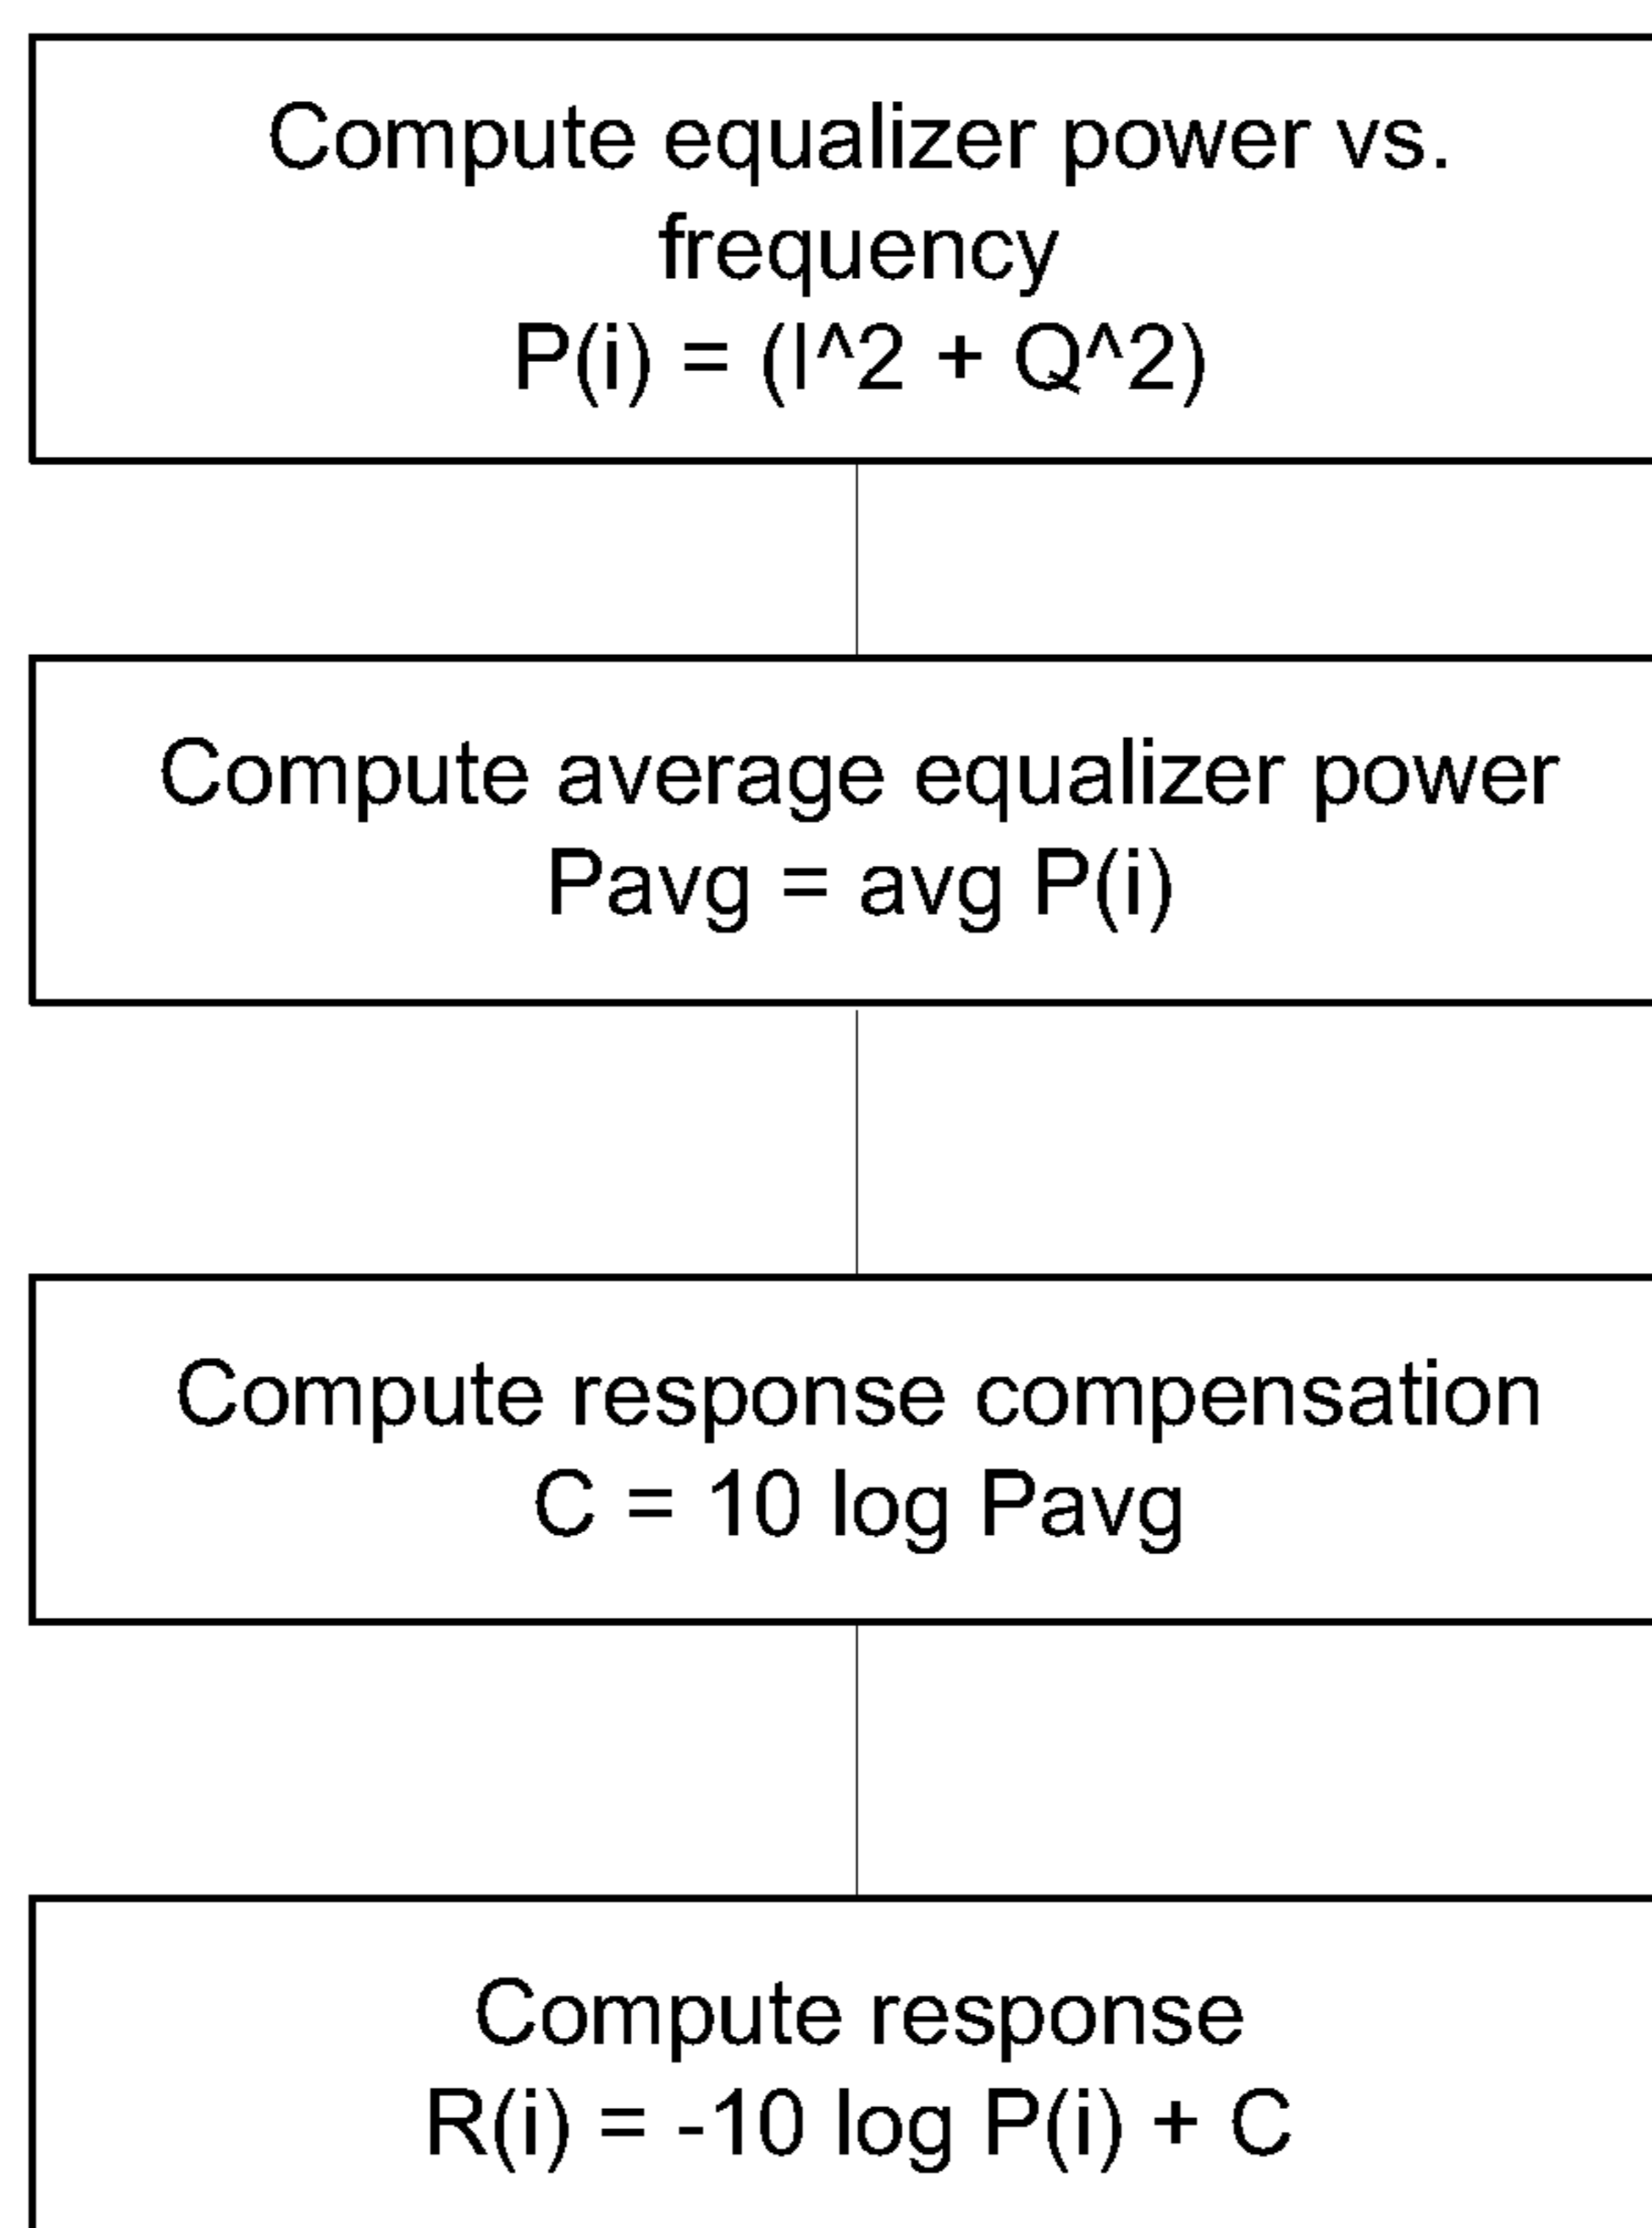 Compute equalizer power vs.
frequency
P(i) = (I^2 + Q^2)
Compute average equalizer power
Pavg = avg P(i)
Compute response compensation
C = 10 log Pavg
Compute response
R(i) = -10 log P(i) + C